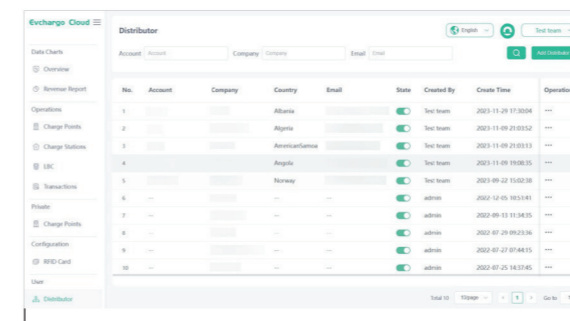 Evchargo Cloud
Distributor
English
Test team
Account Account
Company Company
Email Email
Add Distributor
Data Charts
Overview
Revenue Report
Operations
Charge Points
Charge Stations
LBC
Transactions
Private
Charge Points
Configuration
RFID Card
User
Distributor
No. Account Company Country Email State Created By Create Time Operation
1 Albania Test team 2023-11-29 17:30:04 ···
2 Algeria Test team 2023-11-09 21:03:52 ···
3 AmericanSamoa Test team 2023-11-09 21:03:13 ···
4 Angola Test team 2023-11-09 19:08:35 ···
5 Norway Test team 2023-09-22 15:02:38 ···
6 --- --- --- admin 2022-12-05 10:51:41 ···
7 --- --- --- admin 2022-09-13 11:34:35 ···
8 --- --- --- admin 2022-07-29 09:23:36 ···
9 --- --- --- admin 2022-07-27 07:44:15 ···
10 --- --- --- admin 2022-07-25 14:37:45 ···
Total 10 10/page < 1 > Go to 1